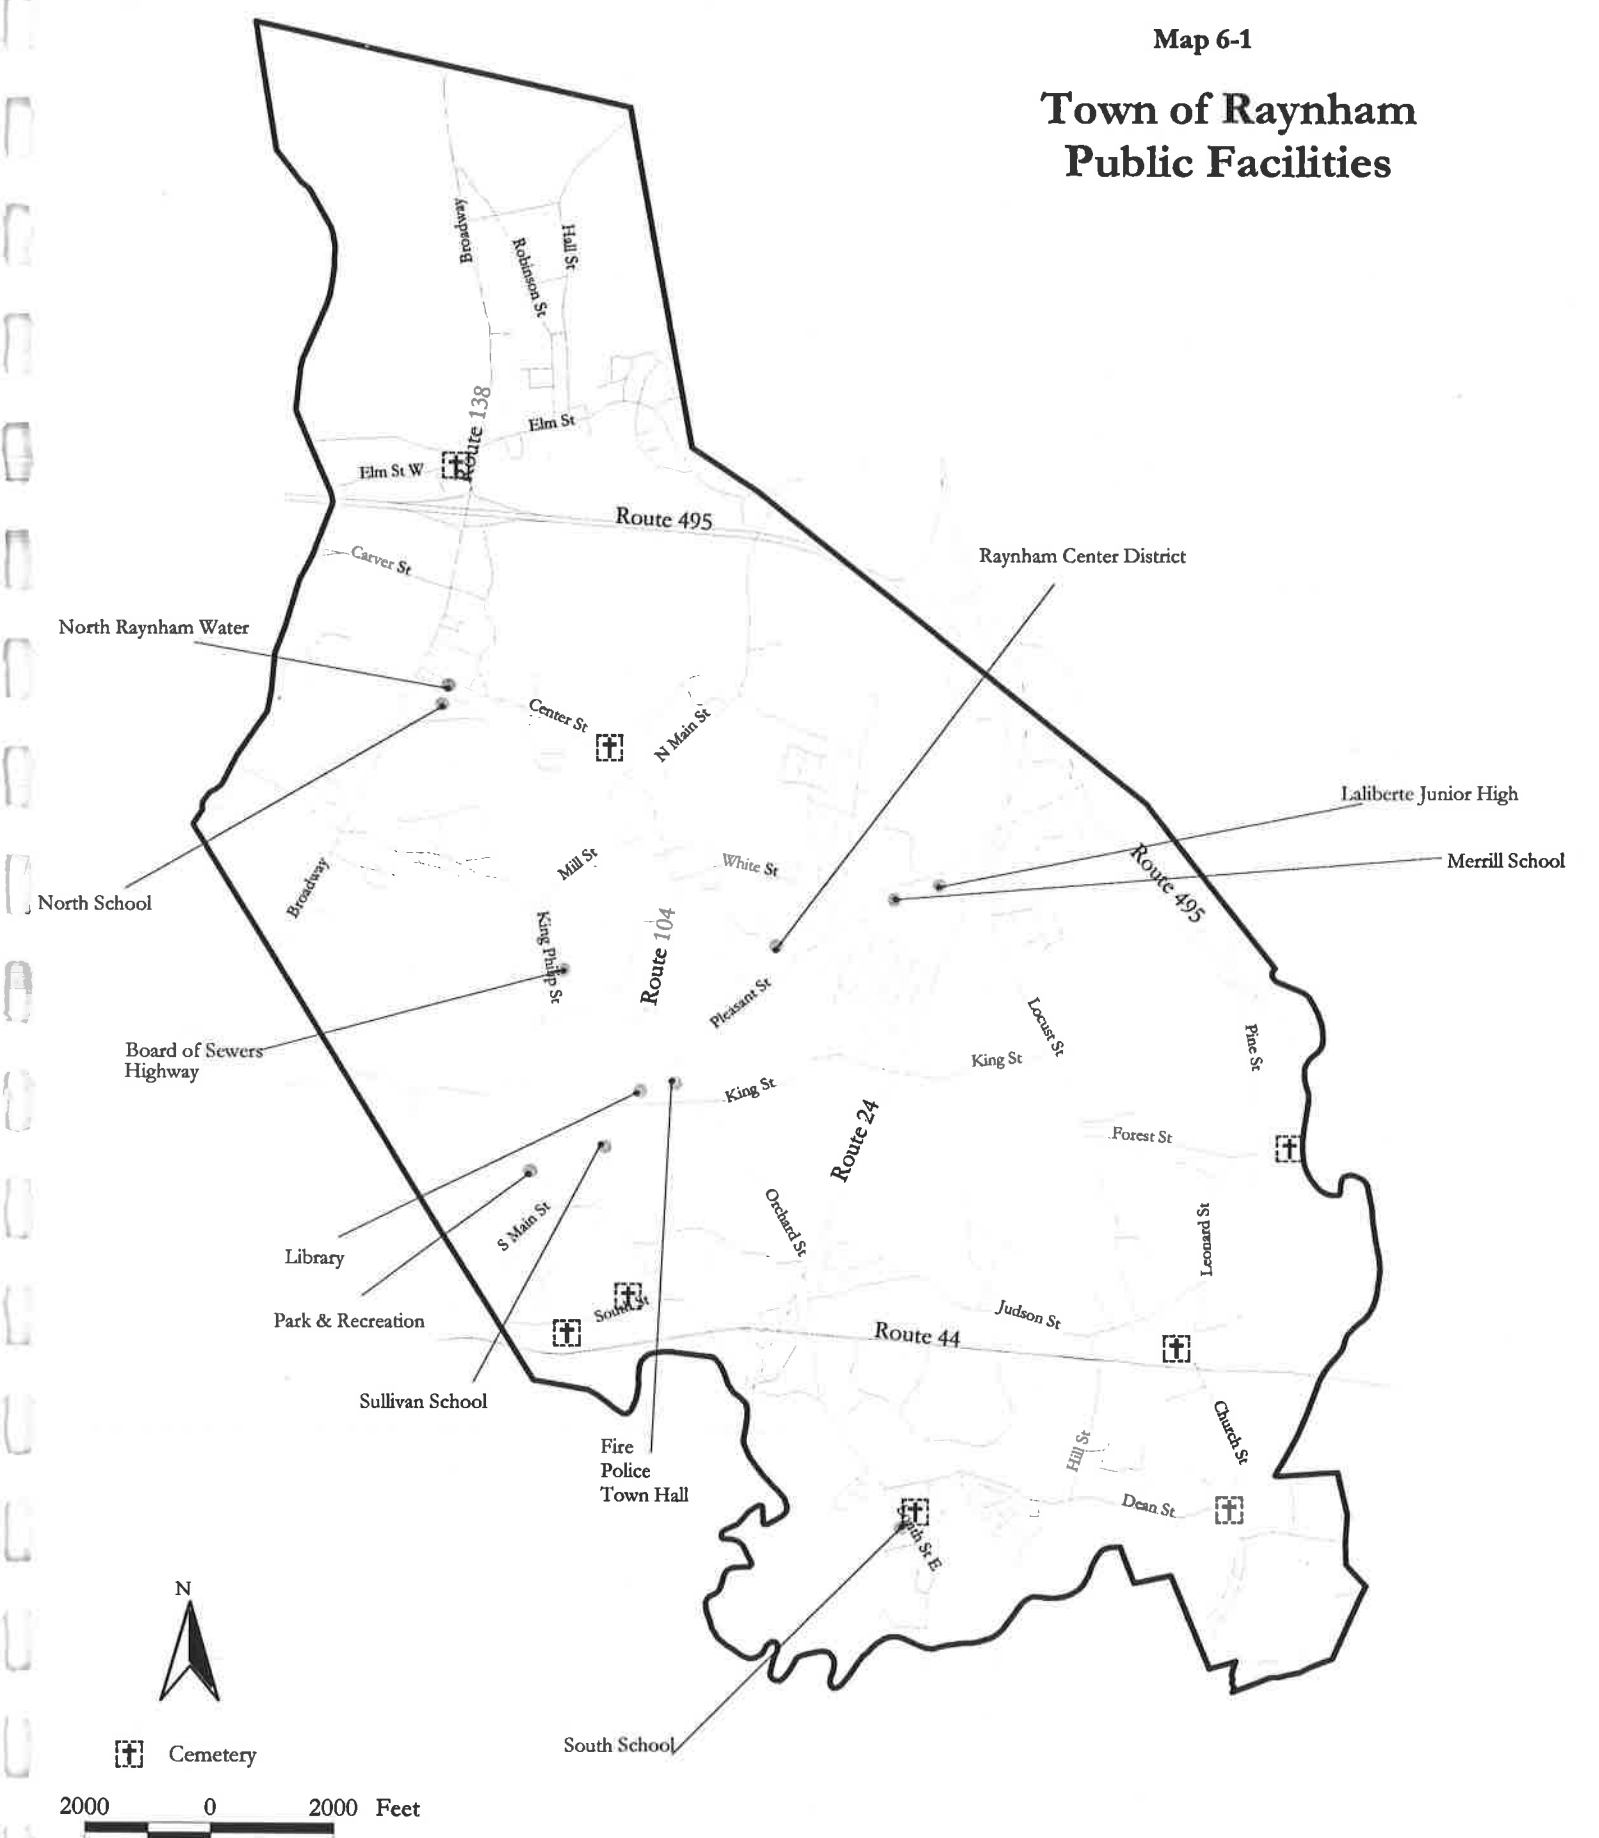 Map 6-1
Town of Raynham
Public Facilities
Broadway
Robinson St
Hall St
Route 138
Elm St
Elm St W
Route 495
Carver St
Raynham Center District
North Raynham Water
Center St
N Main St
Laliberte Junior High
Route 495
Merrill School
Mill St
White St
Broadway
North School
King Philip St
Route 104
Pleasant St
Locust St
Pine St
King St
Board of Sewers
Highway
King St
Route 24
Forest St
Orchard St
S Main St
Leonard St
Library
Park & Recreation
South St
Judson St
Route 44
Sullivan School
Church St
Hill St
Fire
Police
Town Hall
Dean St
South St E
N
South School
Cemetery
2000 0 2000 Feet